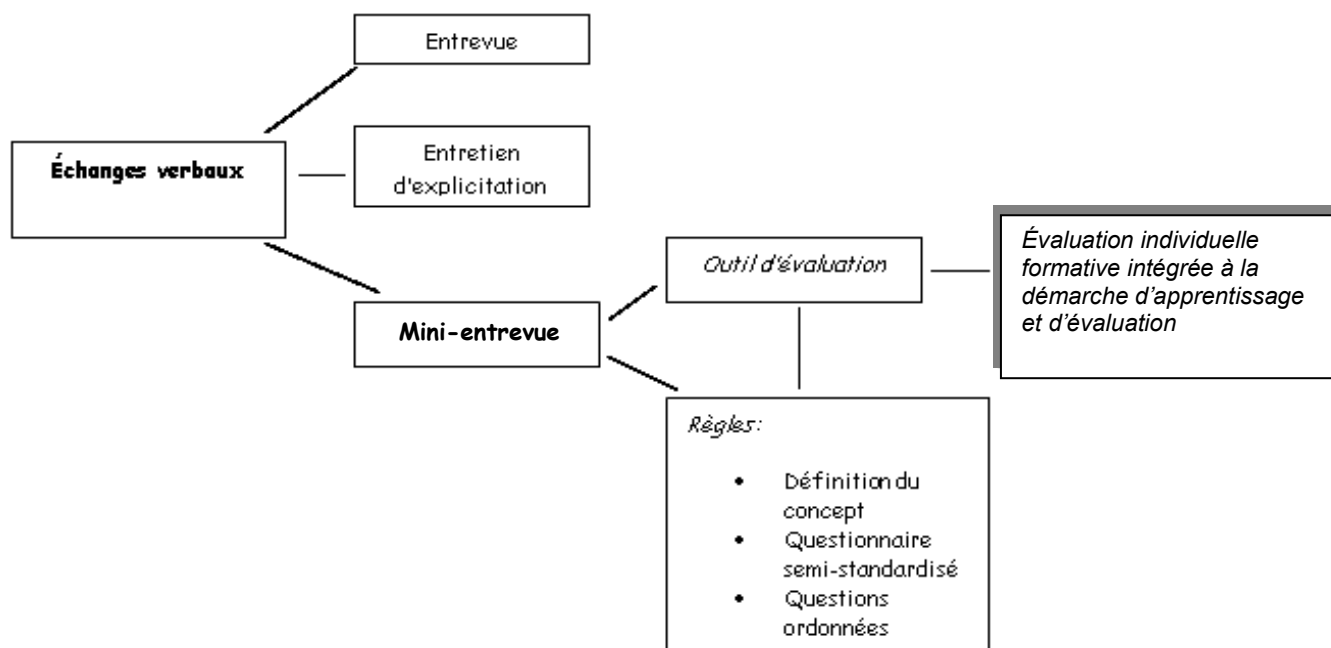 Entrevue
Échanges verbaux
Entretien
d'explicitation
Mini-entrevue
Outil d'évaluation
Évaluation individuelle
formative intégrée à la
démarche d’apprentissage
et d’évaluation
Règles:
• Définition du
concept
• Questionnaire
semi-standardisé
• Questions
ordonnées